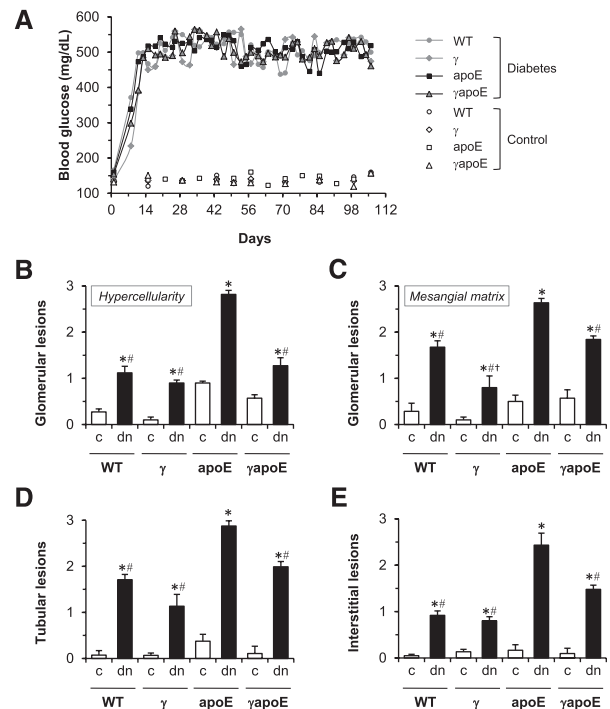 A
Blood glucose (mg/dL)
600
500
400
300
200
100
0 14 28 42 56 70 84 98 112
Days
WT
γ
apoE
γapoE
Diabetes
WT
γ
apoE
γapoE
Control
B
Hypercellularity
Glomerular lesions
3
2
1
0
*# *# * *#
c dn c dn c dn c dn
WT γ apoE γapoE
C
Mesangial matrix
Glomerular lesions
3
2
1
0
*# *#† * *#
c dn c dn c dn c dn
WT γ apoE γapoE
D
Tubular lesions
3
2
1
0
*# *# * *#
c dn c dn c dn c dn
WT γ apoE γapoE
E
Interstitial lesions
3
2
1
0
*# *# * *#
c dn c dn c dn c dn
WT γ apoE γapoE